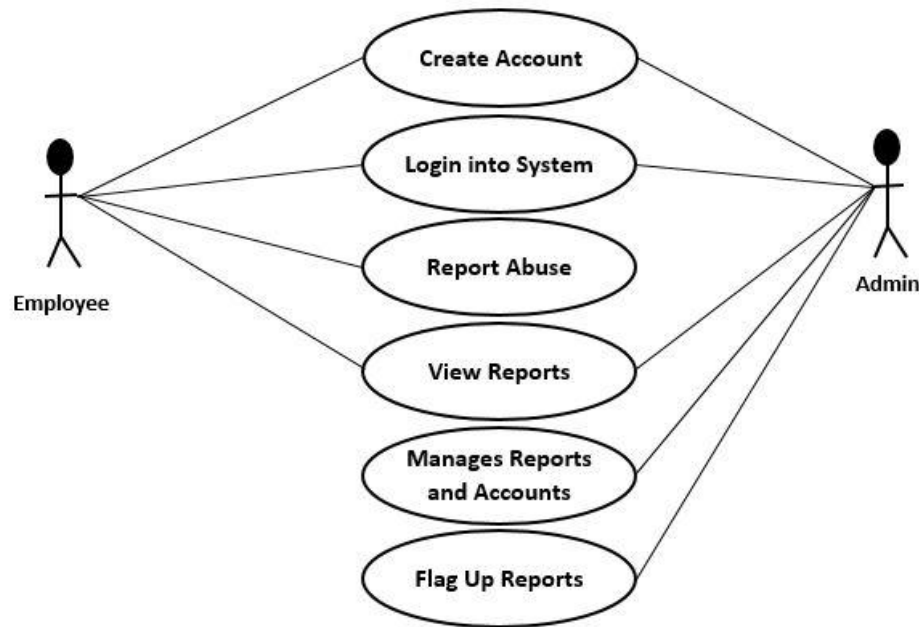 Create Account
Login into System
Report Abuse
Employee
Admin
View Reports
Manages Reports
and Accounts
Flag Up Reports